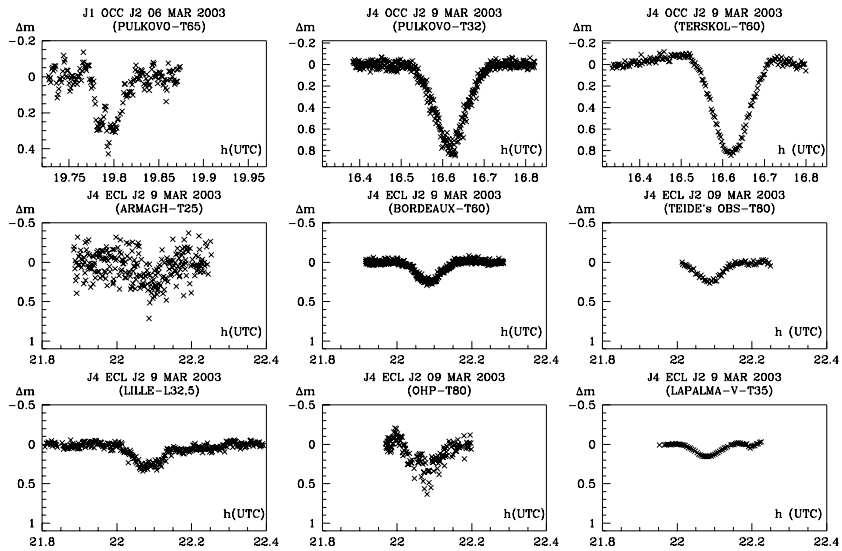 J1 OCC J2 06 MAR 2003
(PULKOVO-T65)
Δm
-0.2
0
0.2
0.4
h(UTC)
19.75 19.8 19.85 19.9 19.95
J4 OCC J2 9 MAR 2003
(PULKOVO-T32)
Δm
-0.2
0
0.2
0.4
0.6
0.8
h(UTC)
16.4 16.5 16.6 16.7 16.8
J4 OCC J2 9 MAR 2003
(TERSKOL-T60)
Δm
-0.2
0
0.2
0.4
0.6
0.8
h (UTC)
16.4 16.5 16.6 16.7 16.8
J4 ECL J2 9 MAR 2003
(ARMAGH-T25)
Δm
-0.5
0
0.5
1
h(UTC)
21.8 22 22.2 22.4
J4 ECL J2 9 MAR 2003
(BORDEAUX-T60)
Δm
-0.5
0
0.5
1
h(UTC)
21.8 22 22.2 22.4
J4 ECL J2 09 MAR 2003
(TEIDE's OBS-T80)
Δm
-0.5
0
0.5
1
h (UTC)
21.8 22 22.2 22.4
J4 ECL J2 9 MAR 2003
(LILLE-L32,5)
Δm
-0.5
0
0.5
1
h(UTC)
21.8 22 22.2 22.4
J4 ECL J2 09 MAR 2003
(OHP-T80)
Δm
-0.5
0
0.5
1
h(UTC)
21.8 22 22.2 22.4
J4 ECL J2 9 MAR 2003
(LAPALMA-V-T35)
Δm
-0.5
0
0.5
1
h (UTC)
21.8 22 22.2 22.4